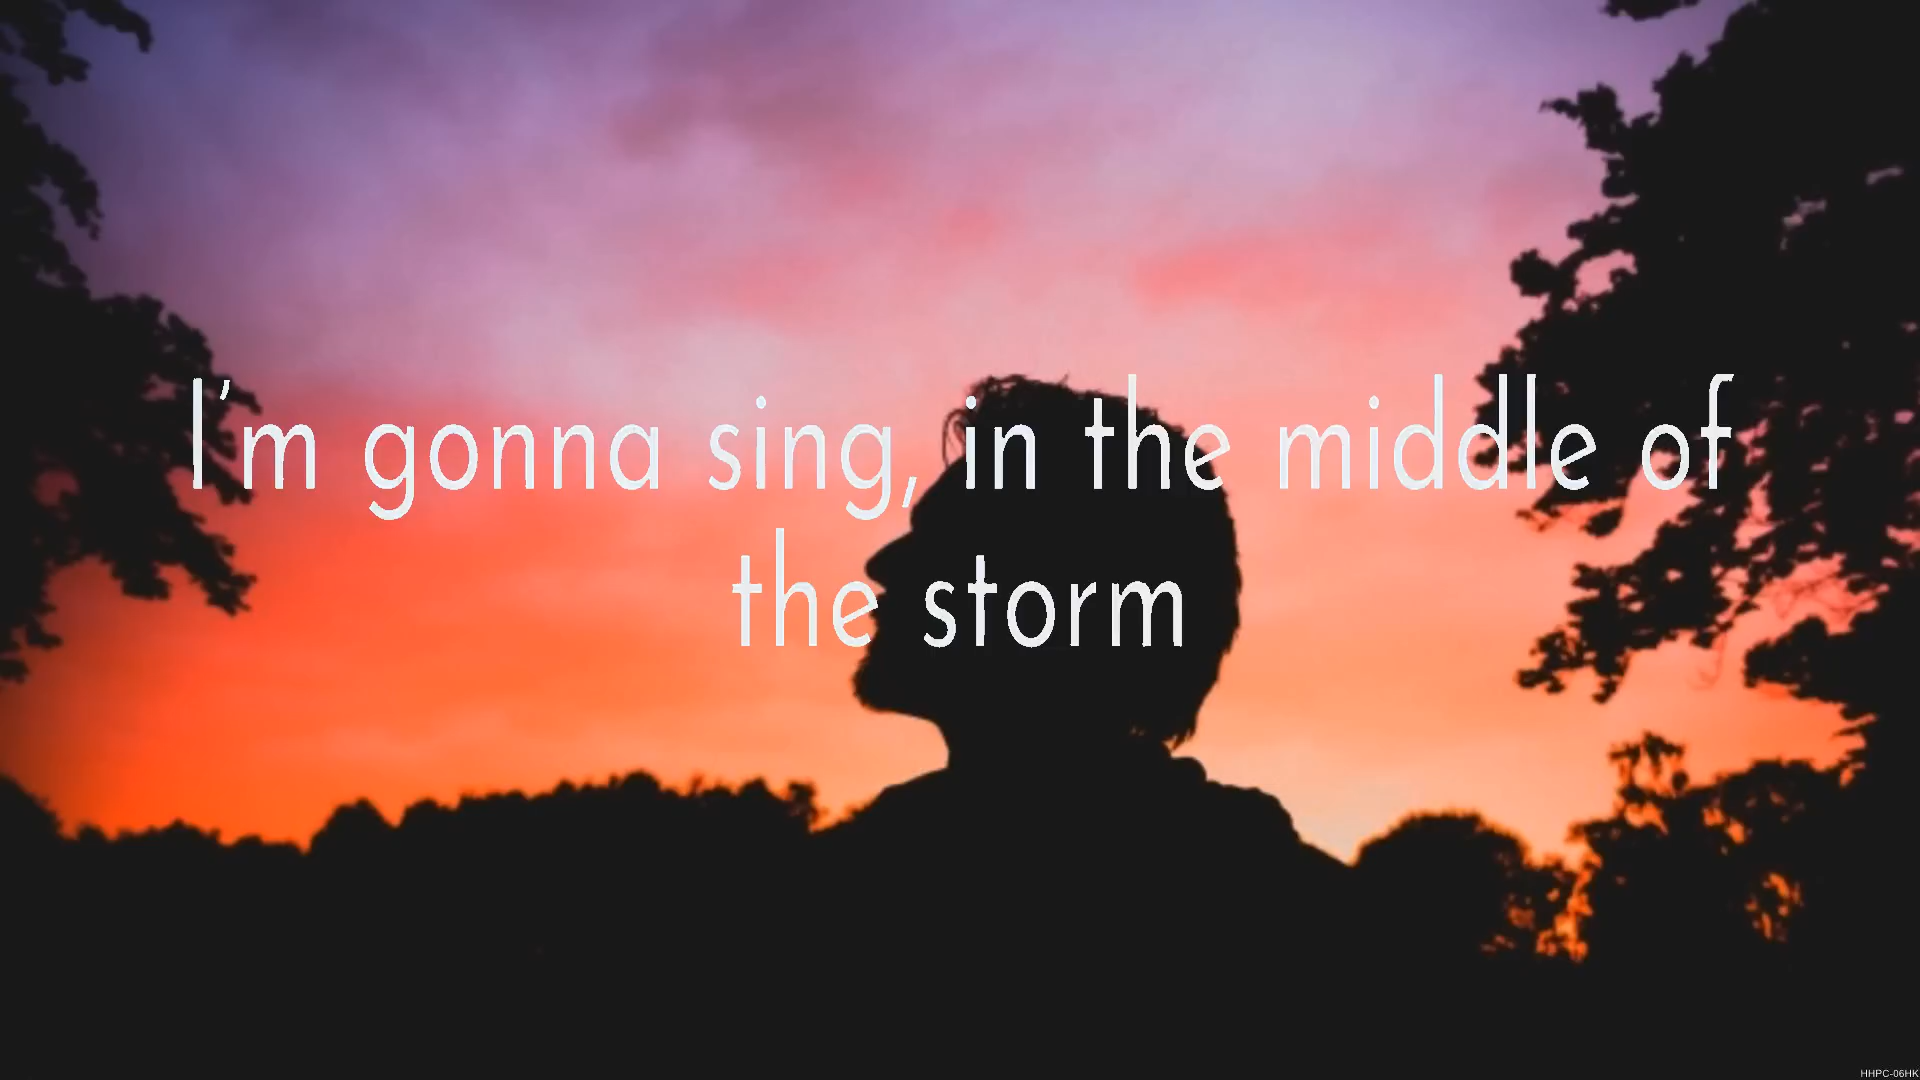 I'm gonna sing, in the middle of
the storm
HHPC-06HK